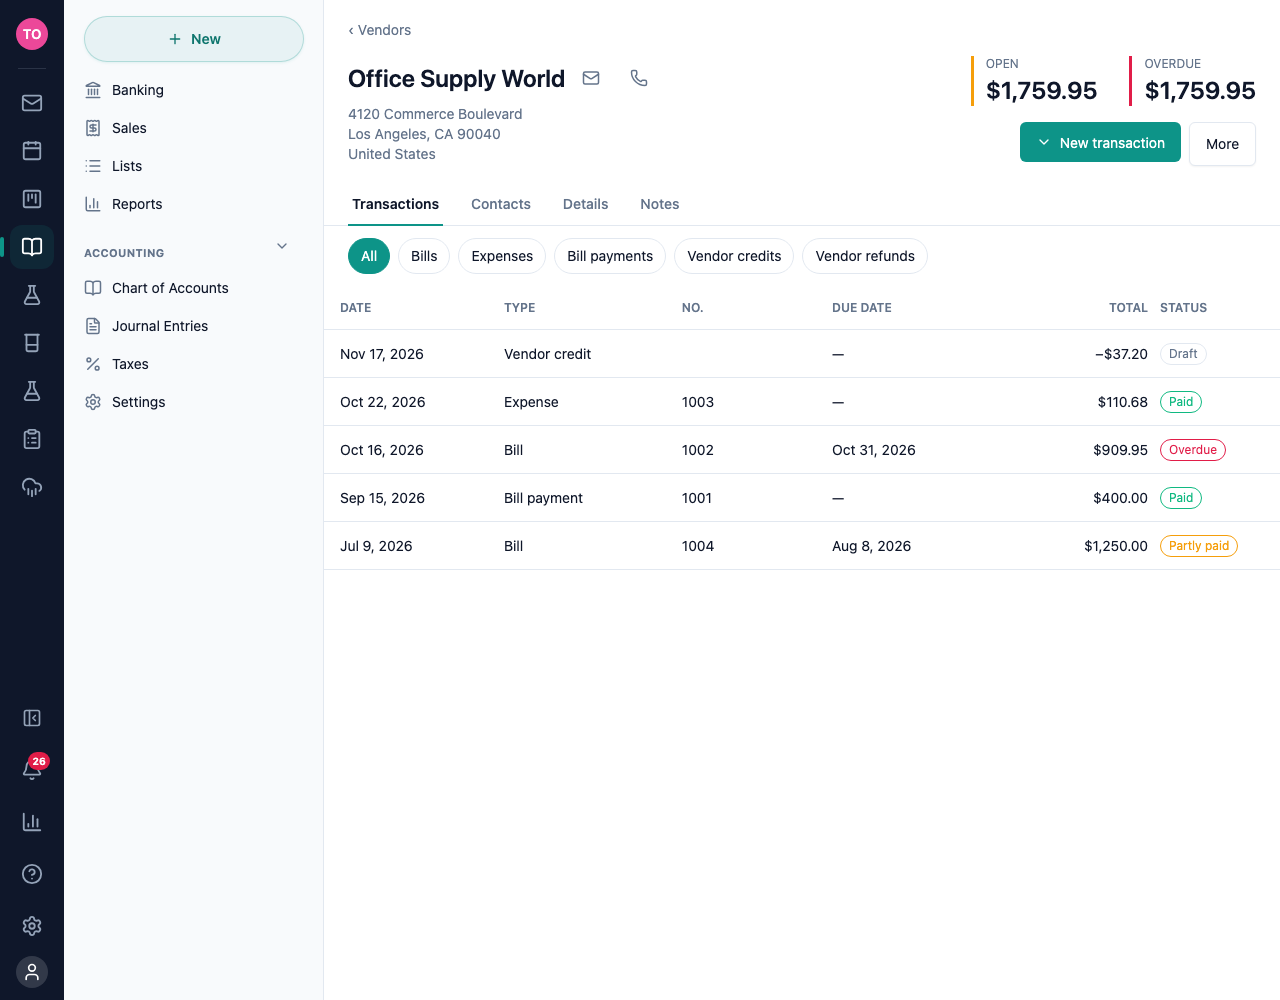 TO
New
Banking
Sales
Lists
Reports
ACCOUNTING
Chart of Accounts
Journal Entries
Taxes
Settings
26
‹ Vendors
Office Supply World
4120 Commerce Boulevard
Los Angeles, CA 90040
United States
OPEN
$1,759.95
OVERDUE
$1,759.95
New transaction
More
Transactions Contacts Details Notes
All Bills Expenses Bill payments Vendor credits Vendor refunds
DATE TYPE NO. DUE DATE TOTAL STATUS
Nov 17, 2026 Vendor credit — –$37.20 Draft
Oct 22, 2026 Expense 1003 — $110.68 Paid
Oct 16, 2026 Bill 1002 Oct 31, 2026 $909.95 Overdue
Sep 15, 2026 Bill payment 1001 — $400.00 Paid
Jul 9, 2026 Bill 1004 Aug 8, 2026 $1,250.00 Partly paid